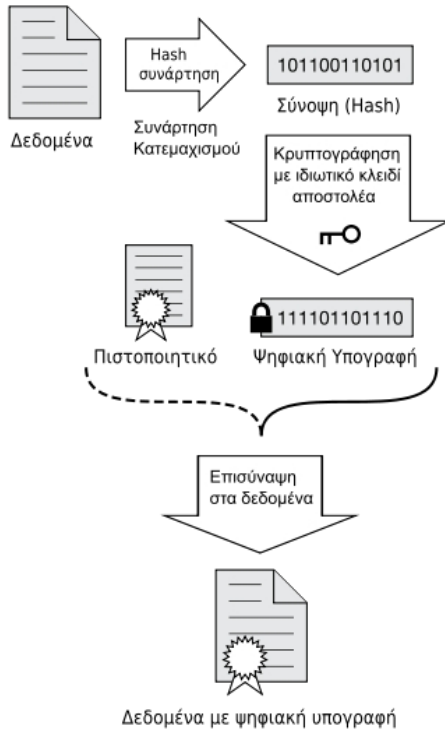 Hash
συνάρτηση
101100110101
Δεδομένα
Συνάρτηση
Κατεμαχισμού
Σύνοψη (Hash)
Κρυπτογράφηση
με ιδιωτικό κλειδί
αποστολέα
111101101110
Πιστοποιητικό
Ψηφιακή Υπογραφή
Επισύναψη
στα δεδομένα
Δεδομένα με ψηφιακή υπογραφή